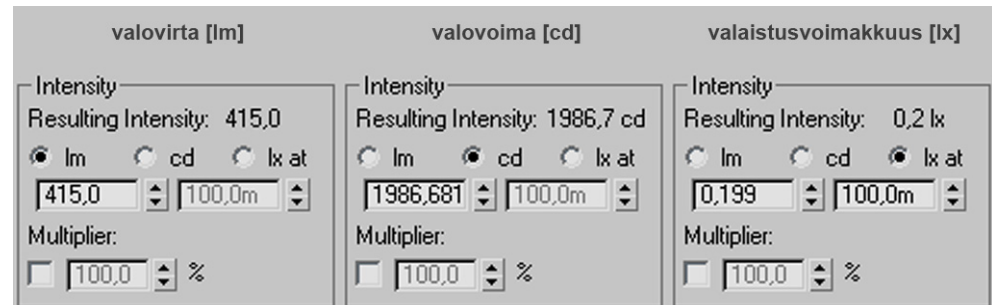 valovirta [lm]
Intensity
Resulting Intensity: 415,0
lm cd lx at
415,0 100,0m
Multiplier:
100,0 %
valovoima [cd]
Intensity
Resulting Intensity: 1986,7 cd
lm cd lx at
1986,681 100,0m
Multiplier:
100,0 %
valaistusvoimakkuus [lx]
Intensity
Resulting Intensity: 0,2 lx
lm cd lx at
0,199 100,0m
Multiplier:
100,0 %